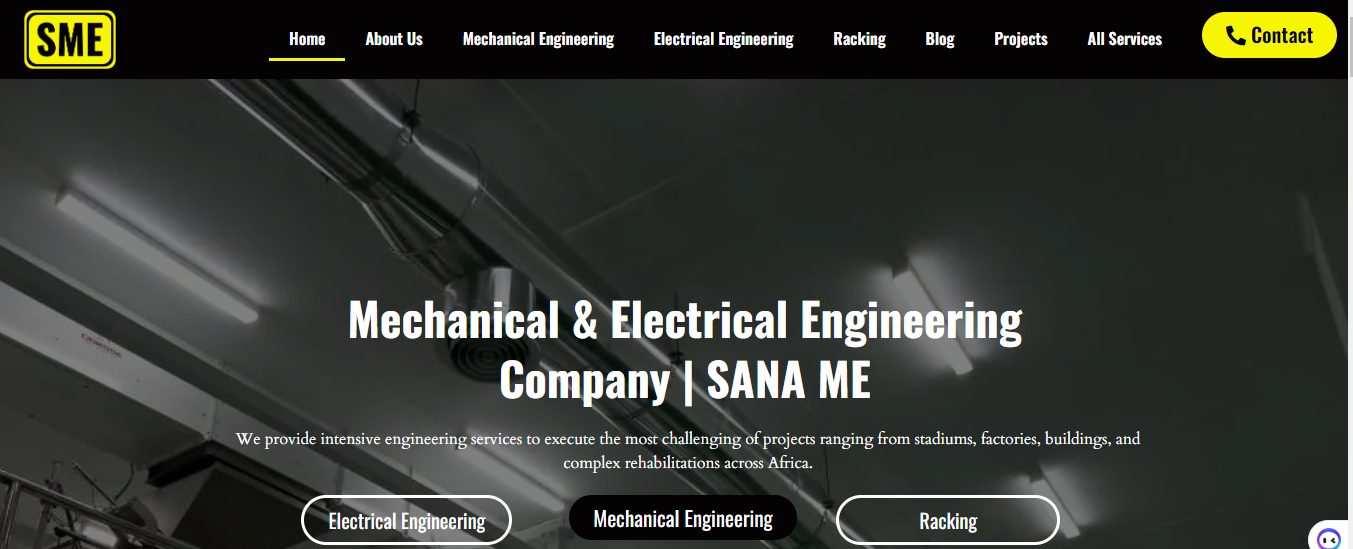 SME
Home
About Us
Mechanical Engineering
Electrical Engineering
Racking
Blog
Projects
All Services
Contact
Mechanical & Electrical Engineering
Company | SANA ME
We provide intensive engineering services to execute the most challenging of projects ranging from stadiums, factories, buildings, and
complex rehabilitations across Africa.
Electrical Engineering
Mechanical Engineering
Racking